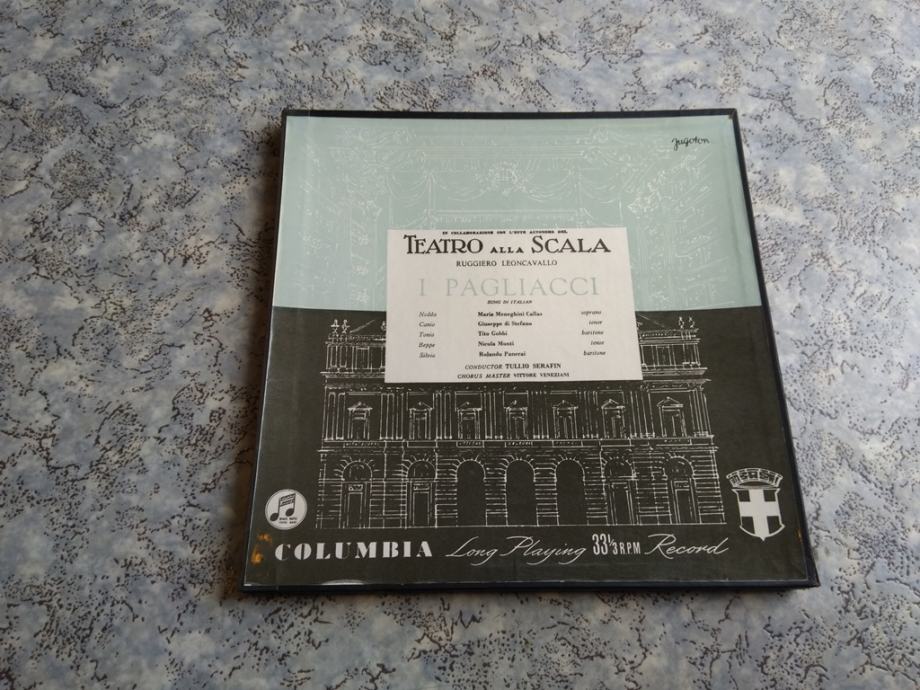 Jugoton
IN COLLABORAZIONE CON L'ENTE AUTONOMO DEL
TEATRO ALLA SCALA
RUGGIERO LEONCAVALLO
I PAGLIACCI
SUNG IN ITALIAN
Nedda Maria Meneghini Callas soprano
Canio Giuseppe di Stefano tenor
Tonio Tito Gobbi baritone
Beppe Nicola Monti tenor
Silvio Rolando Panerai baritone
CONDUCTOR TULLIO SERAFIN
CHORUS MASTER VITTORE VENEZIANI
COLUMBIA Long Playing 33⅓ R.P.M Record